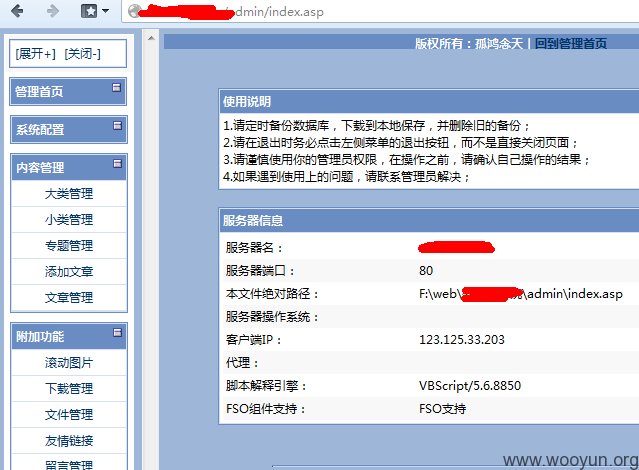 /admin/index.asp
[展开+] [关闭-]
管理首页
系统配置
内容管理
大类管理
小类管理
专题管理
添加文章
文章管理
附加功能
滚动图片
下载管理
文件管理
友情链接
留言管理
版权所有：孤鸿念天 | 回到管理首页
使用说明
1.请定时备份数据库，下载到本地保存，并删除旧的备份；
2.请在退出时务必点击左侧菜单的退出按钮，而不是直接关闭页面；
3.请谨慎使用你的管理员权限，在操作之前，请确认自己操作的结果；
4.如果遇到使用上的问题，请联系管理员解决；
服务器信息
服务器名：
服务器端口： 80
本文件绝对路径： F:\web\ \admin\index.asp
服务器操作系统：
客户端IP： 123.125.33.203
代理：
脚本解释引擎： VBScript/5.6.8850
FSO组件支持： FSO支持
www.wooyun.org